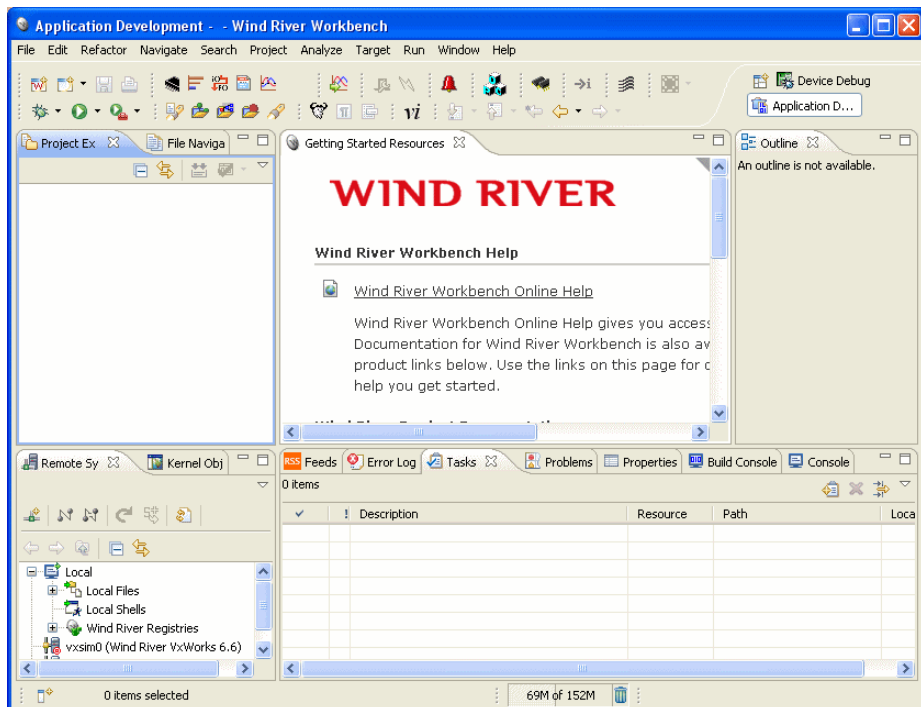 Application Development - - Wind River Workbench
File Edit Refactor Navigate Search Project Analyze Target Run Window Help
Device Debug
vi
Application D...
Project Ex
File Naviga
Getting Started Resources
Outline
An outline is not available.
WIND RIVER
Wind River Workbench Help
Wind River Workbench Online Help
Wind River Workbench Online Help gives you access
Documentation for Wind River Workbench is also av
product links below. Use the links on this page for
help you get started.
Remote Sy
Kernel Obj
RSS Feeds
Error Log
Tasks
Problems
Properties
Build Console
Console
0 items
! Description Resource Path Loca
Local
Local Files
Local Shells
Wind River Registries
vxsim0 (Wind River VxWorks 6.6)
0 items selected
69M of 152M